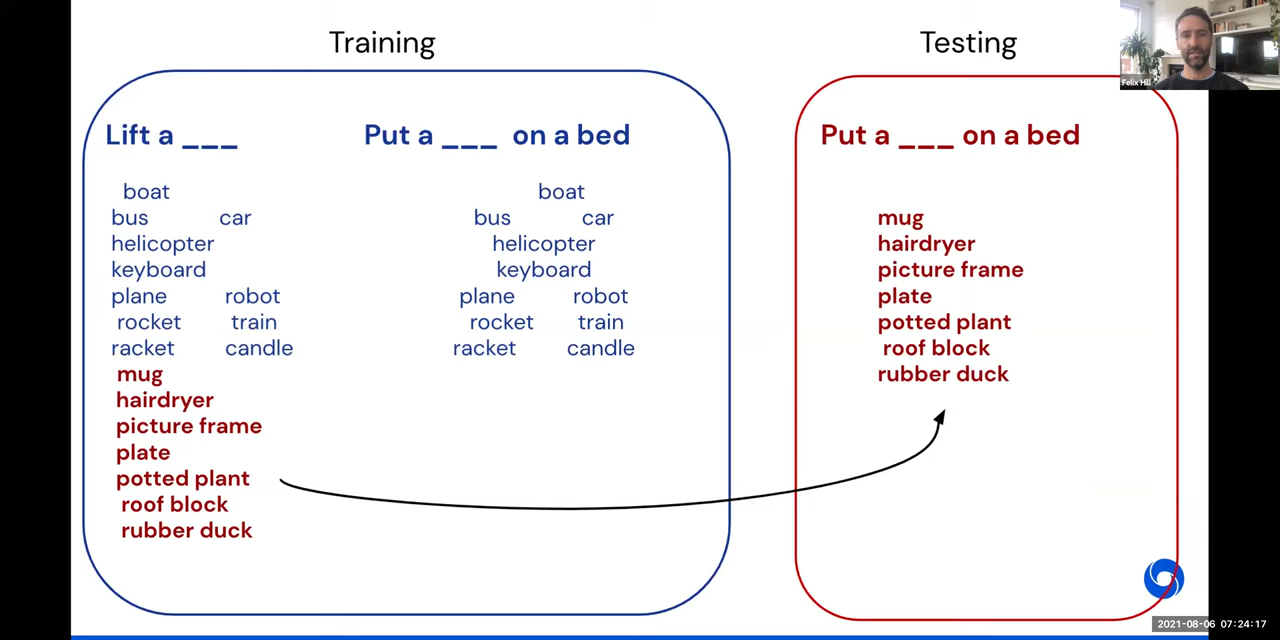 Training
Testing
Felix Hill
Lift a ___
Put a ___ on a bed
Put a ___ on a bed
boat
bus car
helicopter
keyboard
plane robot
rocket train
racket candle
mug
hairdryer
picture frame
plate
potted plant
roof block
rubber duck
boat
bus car
helicopter
keyboard
plane robot
rocket train
racket candle
mug
hairdryer
picture frame
plate
potted plant
roof block
rubber duck
2021-08-06 07:24:17